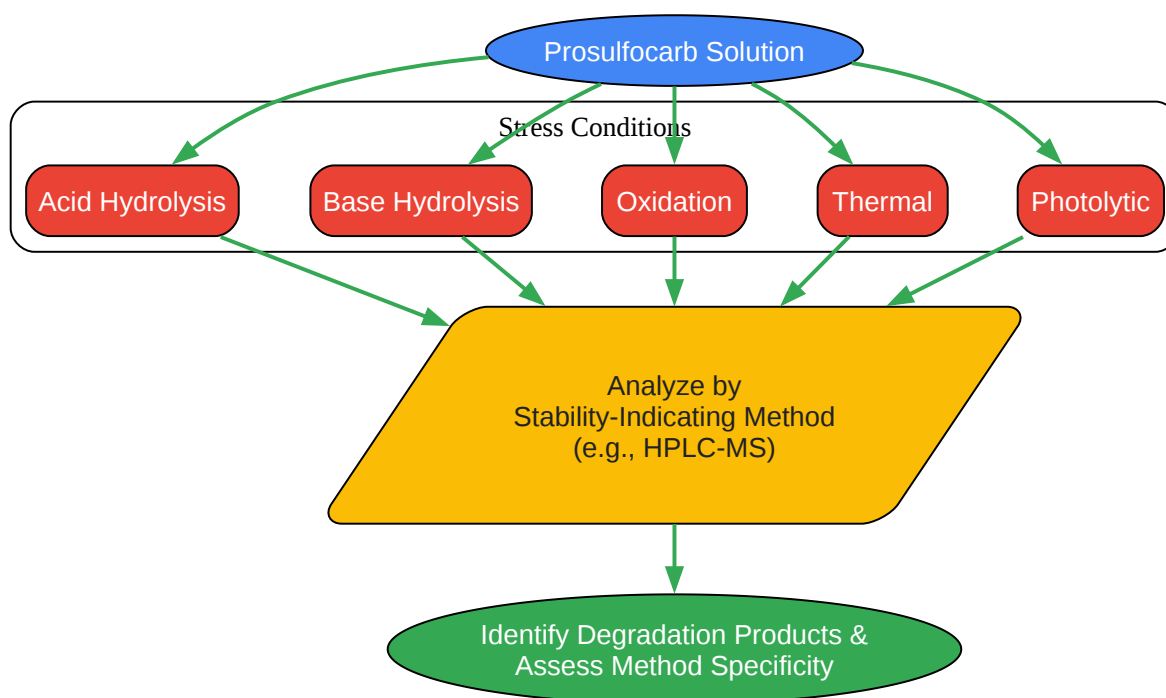 Prosulfocarb Solution
Stress Conditions
Acid Hydrolysis
Base Hydrolysis
Oxidation
Thermal
Photolytic
Analyze by
Stability-Indicating Method
(e.g., HPLC-MS)
Identify Degradation Products &
Assess Method Specificity